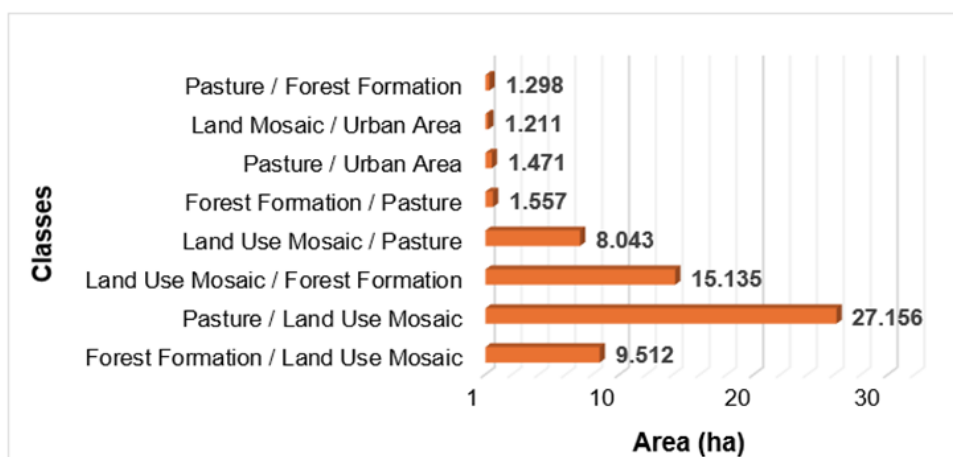 Pasture / Forest Formation 1.298
Land Mosaic / Urban Area 1.211
Pasture / Urban Area 1.471
Forest Formation / Pasture 1.557
Land Use Mosaic / Pasture 8.043
Land Use Mosaic / Forest Formation 15.135
Pasture / Land Use Mosaic 27.156
Forest Formation / Land Use Mosaic 9.512
Classes
1 10 20 30
Area (ha)